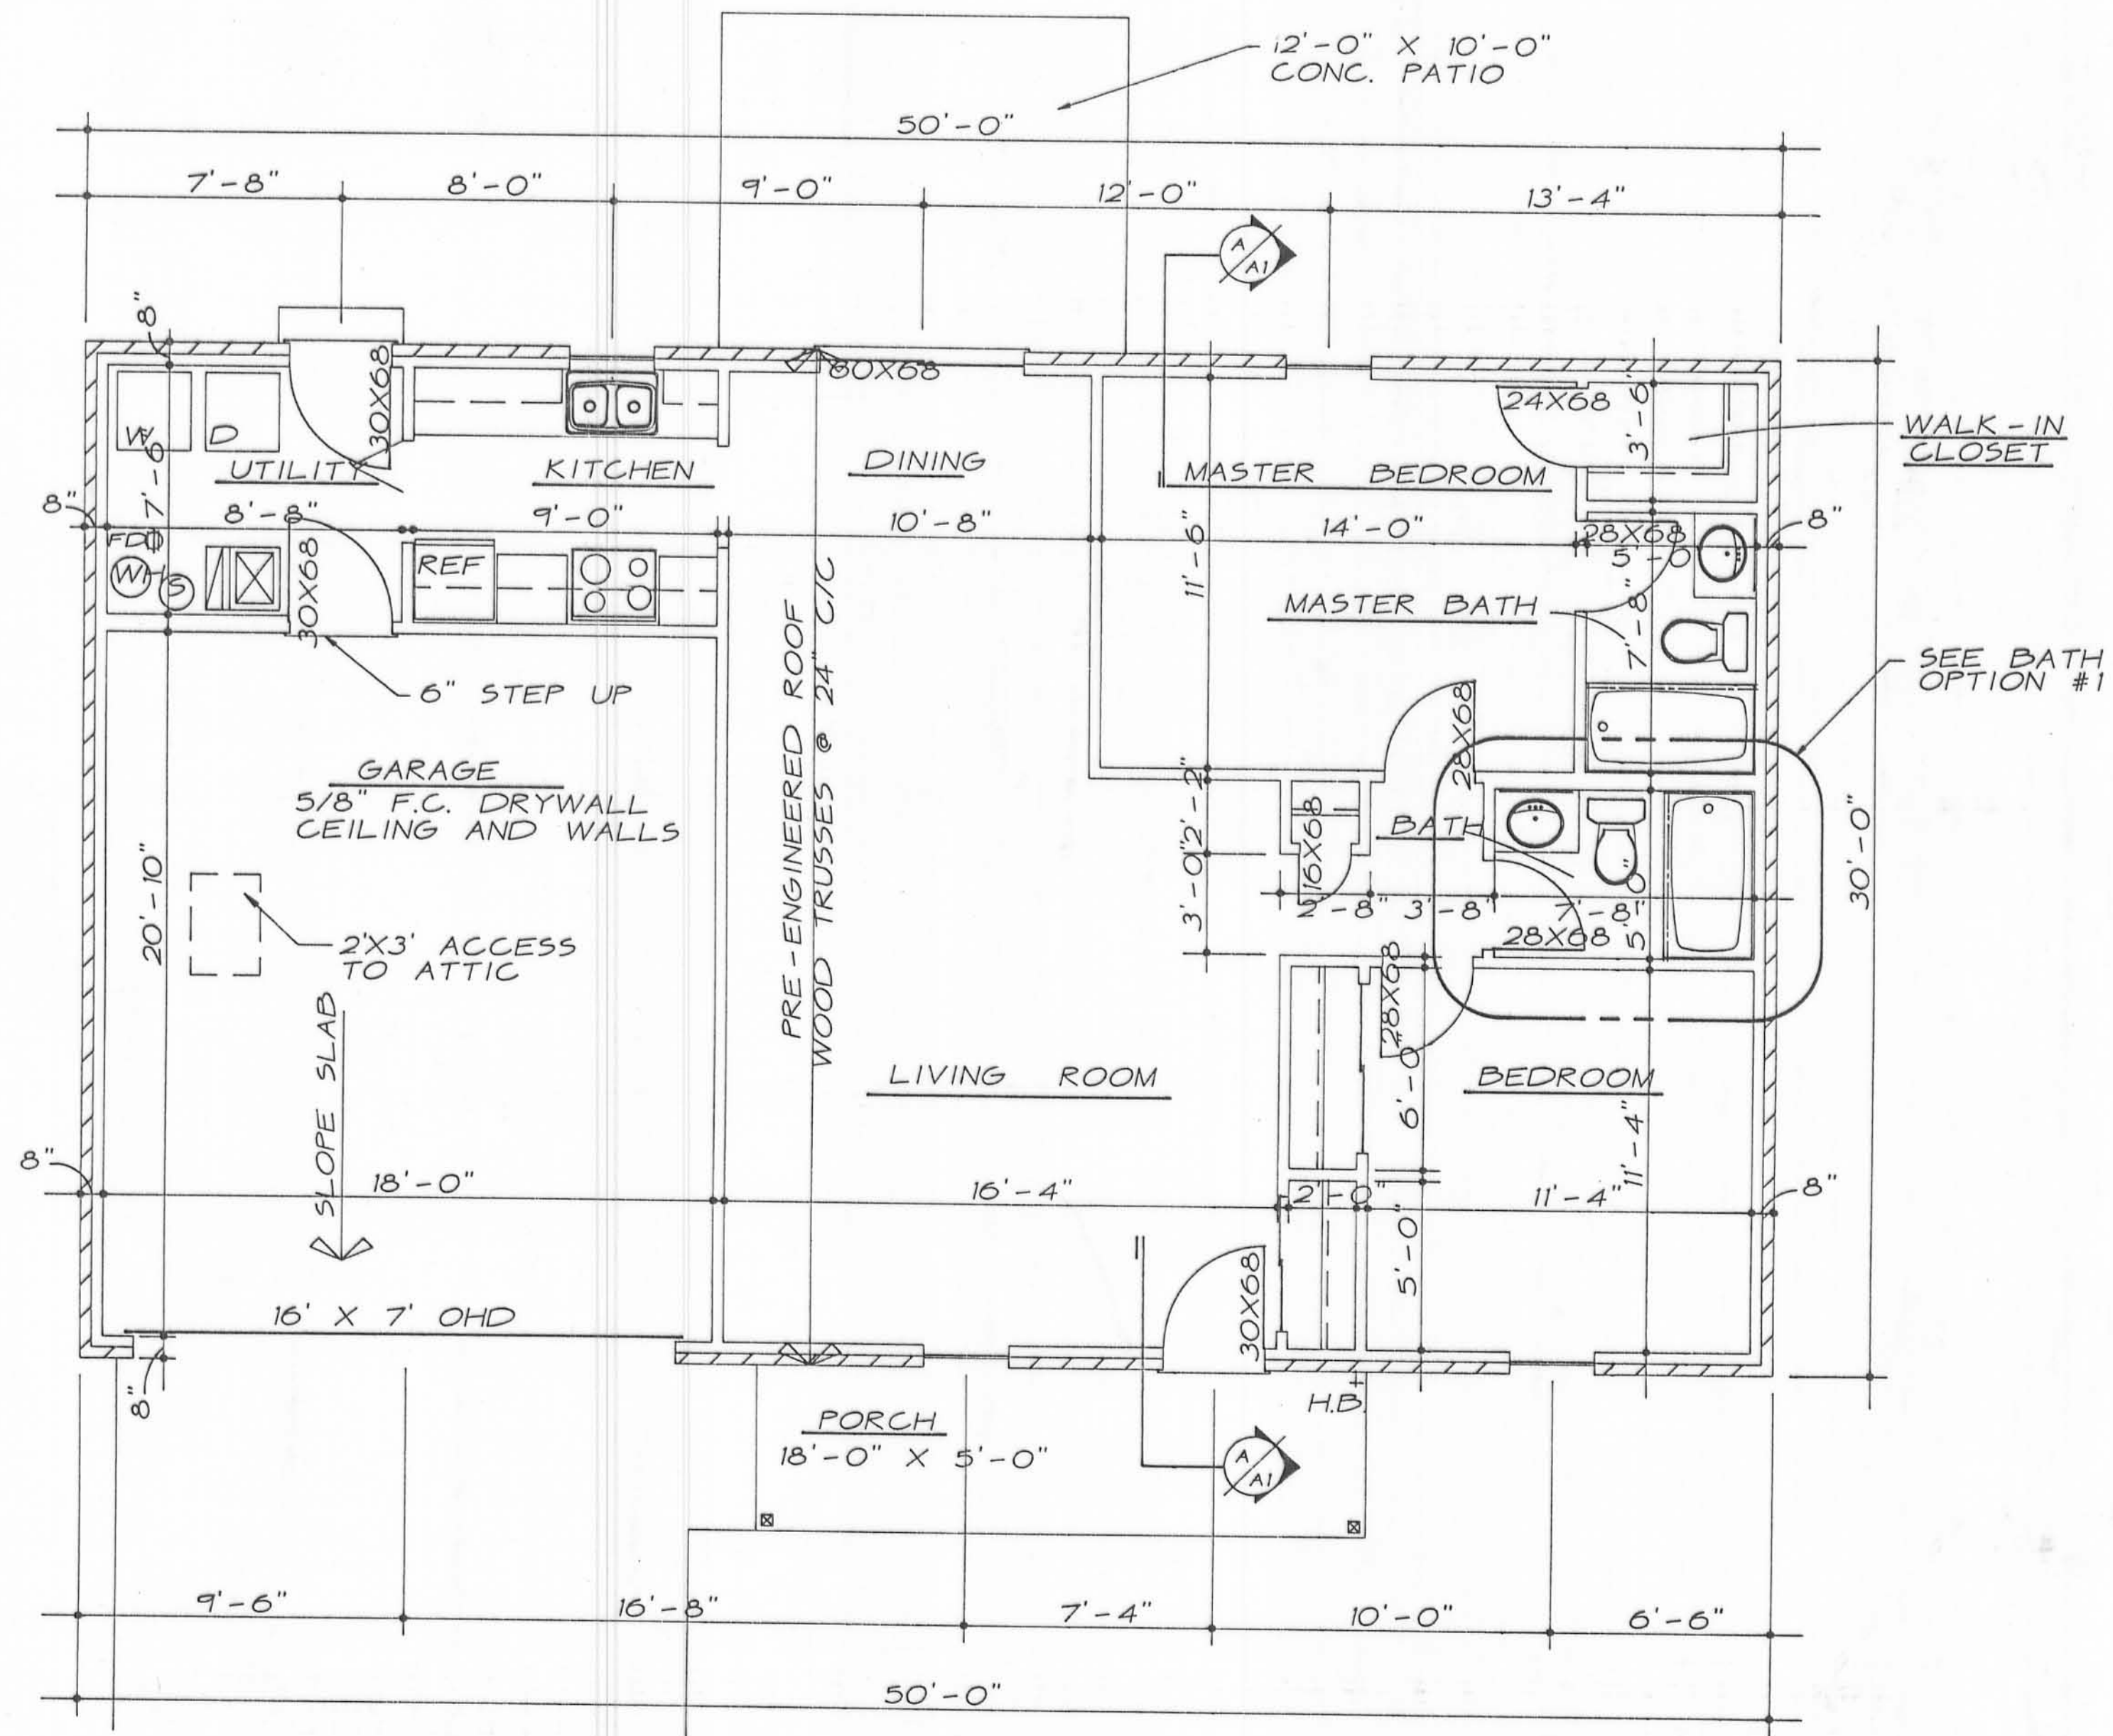 12'-0" X 10'-0"
CONC. PATIO
50'-0"
7'-8"
8'-0"
9'-0"
12'-0"
13'-4"
A
A1
8"
30X68
80X68
24X68
3'-6"
WALK-IN
CLOSET
W
D
7'-6"
UTILITY
KITCHEN
DINING
MASTER BEDROOM
8"
8'-8"
9'-0"
10'-8"
11'-6"
14'-0"
28X68
5'-0
8"
FD
WH
S
30X68
REF
MASTER BATH
7'-8"
SEE BATH
OPTION #1
6" STEP UP
PRE-ENGINEERED ROOF
WOOD TRUSSES @ 24" C/C
28X68
GARAGE
5/8" F.C. DRYWALL
CEILING AND WALLS
2'-2"
16X68
BATH
30'-0"
20'-10"
3'-0"
2'-8"
3'-8"
7'-8"
5'-0"
28X68
2'X3' ACCESS
TO ATTIC
28X68
SLOPE SLAB
LIVING ROOM
6'-0"
BEDROOM
11'-4"
8"
18'-0"
16'-4"
2'-0"
11'-4"
8"
5'-0"
30X68
16' X 7' OHD
8"
H.B.
PORCH
18'-0" X 5'-0"
A
A1
9'-6"
16'-8"
7'-4"
10'-0"
6'-6"
50'-0"